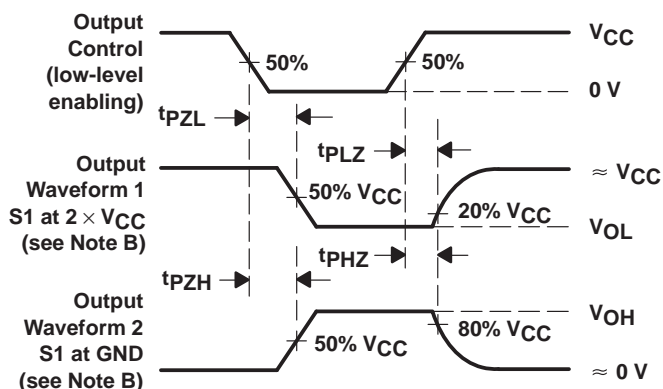 Output
Control
(low-level
enabling)
50%
50%
VCC
0 V
tPZL
tPLZ
Output
Waveform 1
S1 at 2 × VCC
(see Note B)
50% VCC
20% VCC
≈ VCC
VOL
tPZH
tPHZ
Output
Waveform 2
S1 at GND
(see Note B)
50% VCC
80% VCC
VOH
≈ 0 V